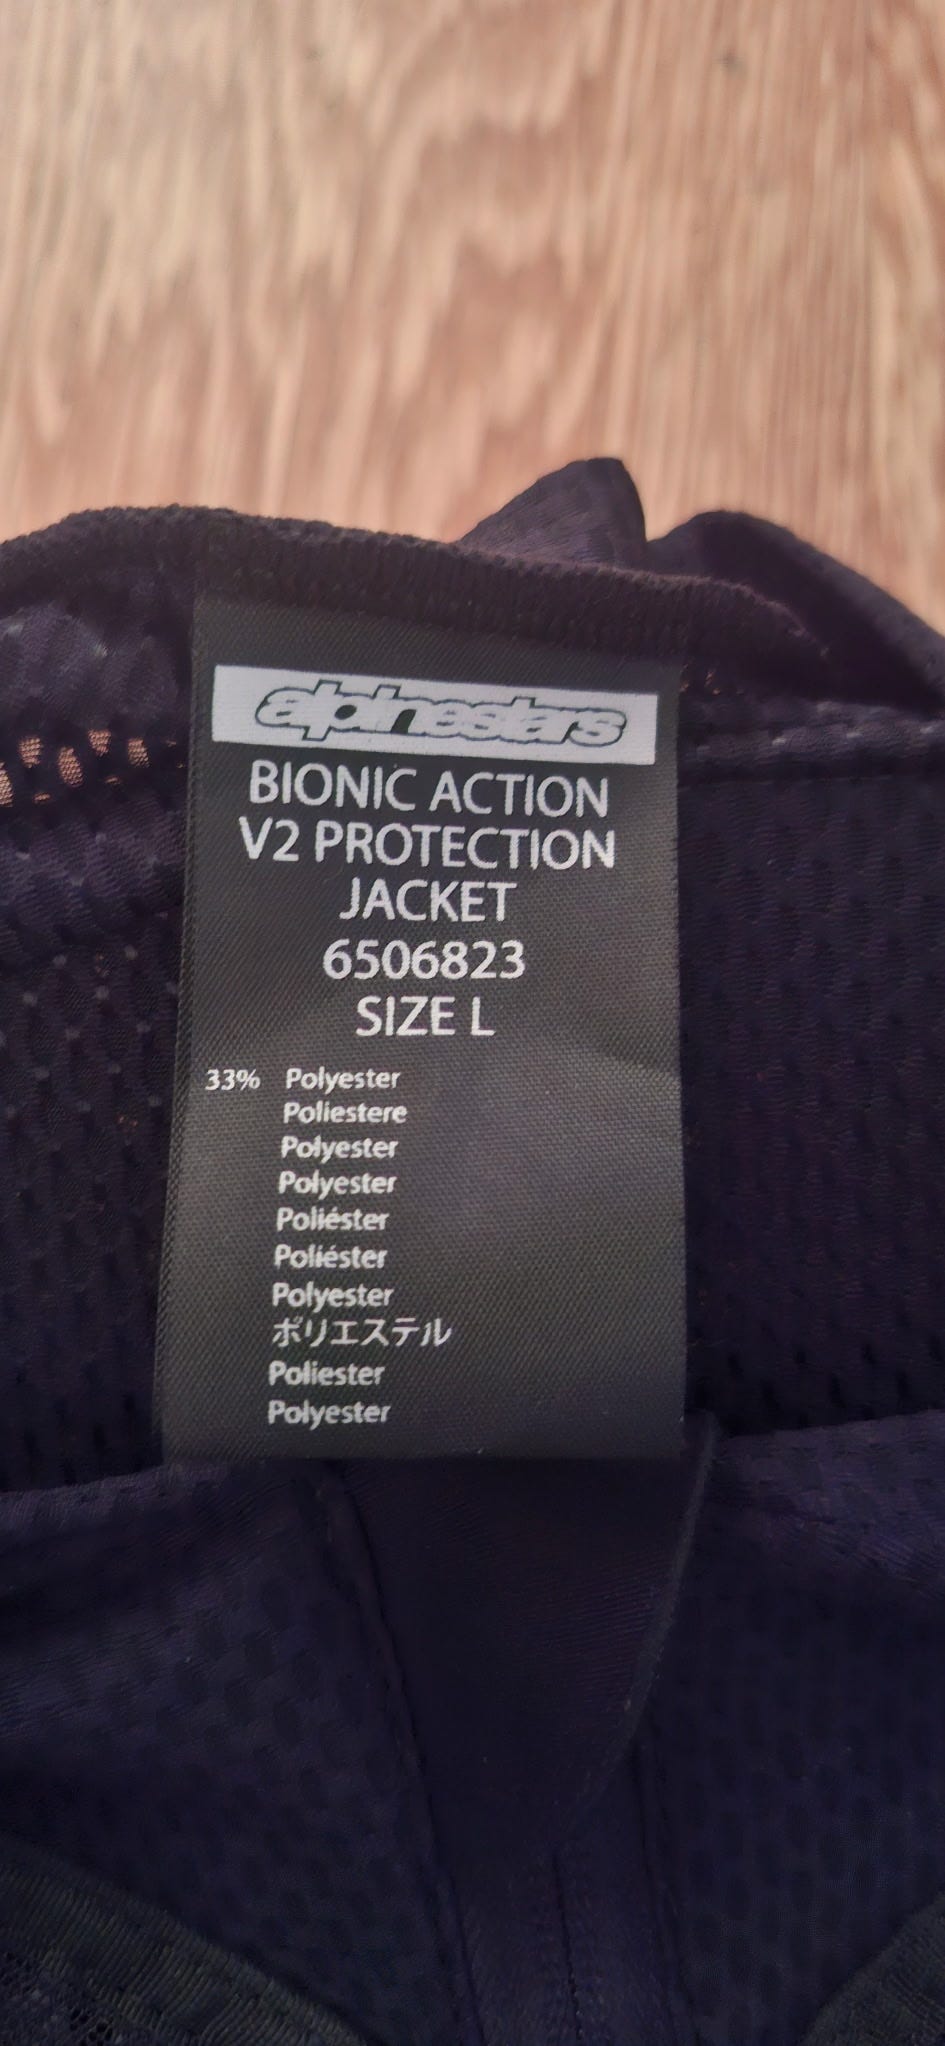 alpinestars
BIONIC ACTION
V2 PROTECTION
JACKET
6506823
SIZE L
33% Polyester
Poliestere
Polyester
Polyester
Poliéster
Poliéster
Polyester
ポリエステル
Poliester
Polyester